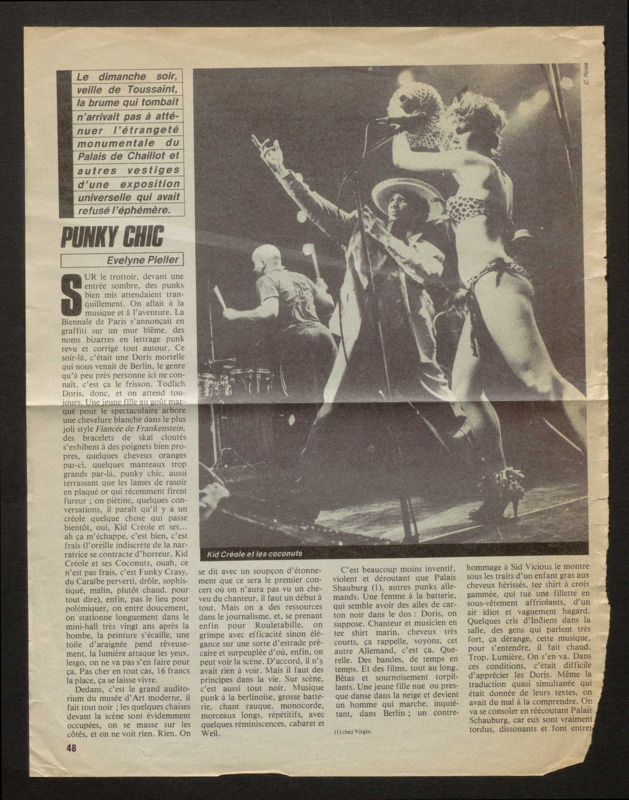 Le dimanche soir,
veille de Toussaint,
la brume qui tombait
n'arrivait pas à atté-
nuer l'étrangeté
monumentale du
Palais de Chaillot et
autres vestiges
d'une exposition
universelle qui avait
refusé l'éphémère.
PUNKY CHIC
Evelyne Pieller
SUR le trottoir, devant une
entrée sombre, des punks
bien mis attendaient tran-
quillement. On allait à la
musique et à l'aventure. La
Biennale de Paris s'annonçait en
graffiti sur un mur blême, des
noms bizarres en lettrage punk
revu et corrigé tout autour. Ce
soir-là, c'était une Doris mortelle
qui nous venait de Berlin, le genre
qu'à peu près personne ici ne con-
naît, c'est ça le frisson. Todlich
Doris, donc, et on attend tou-
jours. Une jeune fille au goût mar-
qué pour le spectaculaire arbore
une chevelure blanche dans le plus
joli style Fiancée de Frankenstein,
des bracelets de skaï cloutés
s'exhibent à des poignets bien pro-
pres, quelques cheveux oranges
par-ci, quelques manteaux trop
grands par-là, punky chic, aussi
terrassant que les lames de rasoir
en plaqué or qui récemment firent
fureur ; on piétine, quelques con-
versations, il paraît qu'il y a un
créole quelque chose qui passe
bientôt, oui, Kid Créole et ses...
ah ça m'échappe, c'est bien, c'est
frais (l'oreille indiscrète de la nar-
ratrice se contracte d'horreur, Kid
Créole et ses Coconuts, ouah, ce
n'est pas frais, c'est Funky Crasy,
du Caraïbe perverti, drôle, sophis-
tiqué, malin, plutôt chaud, pour
tout dire), enfin, pas le lieu pour
polémiquer, on entre doucement,
on stationne longuement dans le
mini-hall très vingt ans après la
bombe, la peinture s'écaille, une
toile d'araignée pend rêveuse-
ment, la lumière attaque les yeux,
lesgo, on ne va pas s'en faire pour
ça. Pas cher en tout cas, 16 francs
la place, ça se laisse vivre.
Dedans, c'est le grand audito-
rium du musée d'Art moderne, il
fait tout noir ; les quelques chaises
devant la scène sont évidemment
occupées, on se masse sur les
côtés, et on ne voit rien. Rien. On
C. Rose
Kid Créole et les coconuts
se dit avec un soupçon d'étonne-
ment que ce sera le premier con-
cert où on n'aura pas vu un che-
veu du chanteur, il faut un début à
tout. Mais on a des ressources
dans le journalisme, et, se prenant
enfin pour Rouletabille, on
grimpe avec efficacité sinon élé-
gance sur une sorte d'estrade pré-
caire et surpeuplée d'où, enfin, on
peut voir la scène. D'accord, il n'y
avait rien à voir. Mais il faut des
principes dans la vie. Sur scène,
c'est aussi tout noir. Musique
punk à la berlinoise, grosse batte-
rie, chant rauque, monocorde,
morceaux longs, répétitifs, avec
quelques réminiscences, cabaret et
Weil.
C'est beaucoup moins inventif,
violent et déroutant que Palais
Shauburg (1), autres punks alle-
mands. Une femme à la batterie,
qui semble avoir des ailes de car-
ton noir dans le dos : Doris, on
suppose. Chanteur et musicien en
tee shirt marin, cheveux très
courts, ça rappelle, voyons, cet
autre Allemand, c'est ça, Que-
relle. Des bandes, de temps en
temps. Et des films, tout au long.
Bêtas et sournoisement torpil-
lants. Une jeune fille nue ou pres-
que danse dans la neige et devient
un homme qui marche, inquié-
tant, dans Berlin ; un contre-
(1) chez Virgin.
hommage à Sid Vicious le montre
sous les traits d'un enfant gras aux
cheveux hérissés, tee shirt à croix
gammée, qui tue une fillette en
sous-vêtement affriolants, d'un
air idiot et vaguement hagard.
Quelques cris d'Indiens dans la
salle, des gens qui parlent très
fort, ça dérange, cette musique,
pour s'entendre, il fait chaud,
Trop. Lumière. On s'en va. Dans
ces conditions, c'était difficile
d'apprécier les Doris. Même la
traduction quasi simultanée qui
était donnée de leurs textes, on
avait du mal à la comprendre. On
va se consoler en réécoutant Palais
Schauburg, car eux sont vraiment
tordus, dissonants et font entrer
48